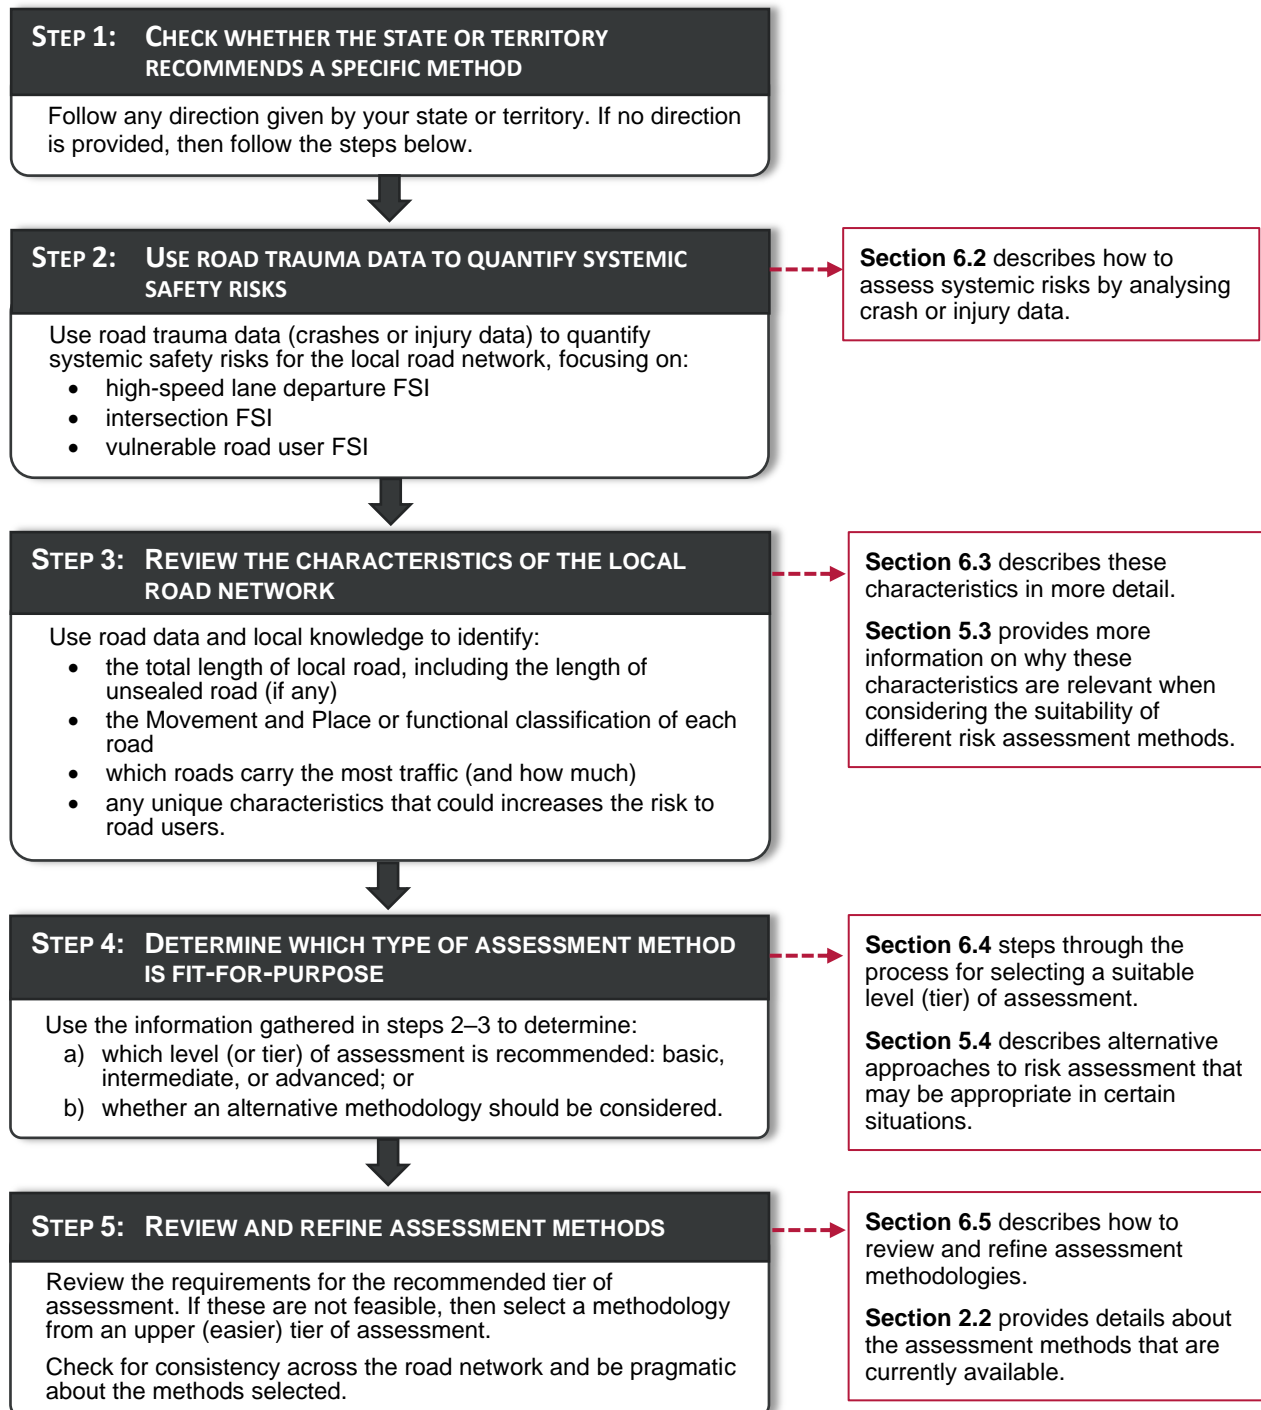 STEP 1: CHECK WHETHER THE STATE OR TERRITORY
RECOMMENDS A SPECIFIC METHOD
Follow any direction given by your state or territory. If no direction
is provided, then follow the steps below.
STEP 2: USE ROAD TRAUMA DATA TO QUANTIFY SYSTEMIC
SAFETY RISKS
Use road trauma data (crashes or injury data) to quantify
systemic safety risks for the local road network, focusing on:
• high-speed lane departure FSI
• intersection FSI
• vulnerable road user FSI
Section 6.2 describes how to
assess systemic risks by analysing
crash or injury data.
STEP 3: REVIEW THE CHARACTERISTICS OF THE LOCAL
ROAD NETWORK
Use road data and local knowledge to identify:
• the total length of local road, including the length of
unsealed road (if any)
• the Movement and Place or functional classification of each
road
• which roads carry the most traffic (and how much)
• any unique characteristics that could increases the risk to
road users.
Section 6.3 describes these
characteristics in more detail.
Section 5.3 provides more
information on why these
characteristics are relevant when
considering the suitability of
different risk assessment methods.
STEP 4: DETERMINE WHICH TYPE OF ASSESSMENT METHOD
IS FIT-FOR-PURPOSE
Use the information gathered in steps 2–3 to determine:
a) which level (or tier) of assessment is recommended: basic,
intermediate, or advanced; or
b) whether an alternative methodology should be considered.
Section 6.4 steps through the
process for selecting a suitable
level (tier) of assessment.
Section 5.4 describes alternative
approaches to risk assessment that
may be appropriate in certain
situations.
STEP 5: REVIEW AND REFINE ASSESSMENT METHODS
Review the requirements for the recommended tier of
assessment. If these are not feasible, then select a methodology
from an upper (easier) tier of assessment.
Check for consistency across the road network and be pragmatic
about the methods selected.
Section 6.5 describes how to
review and refine assessment
methodologies.
Section 2.2 provides details about
the assessment methods that are
currently available.